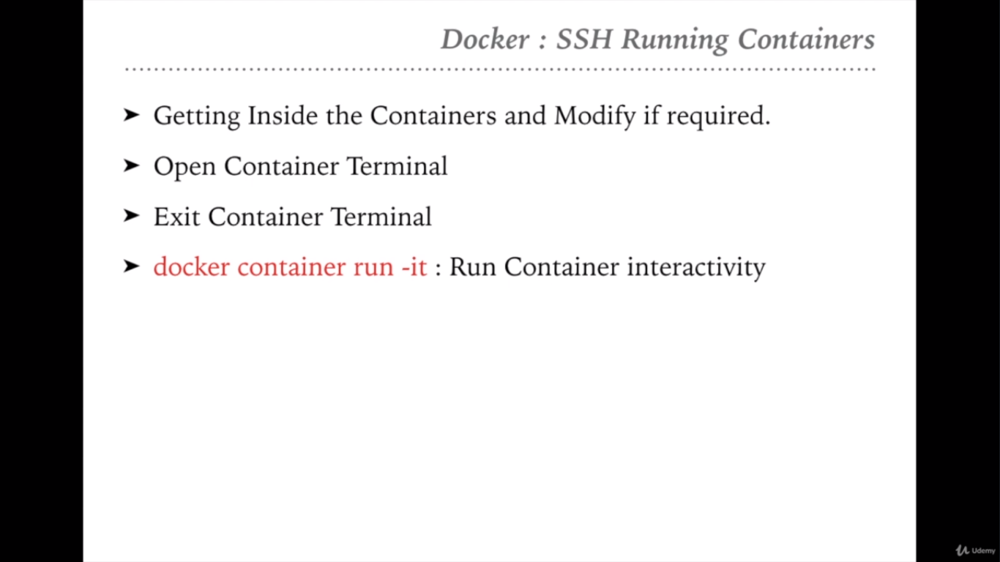 Docker : SSH Running Containers
➤ Getting Inside the Containers and Modify if required.
➤ Open Container Terminal
➤ Exit Container Terminal
➤ docker container run -it : Run Container interactivity
Udemy